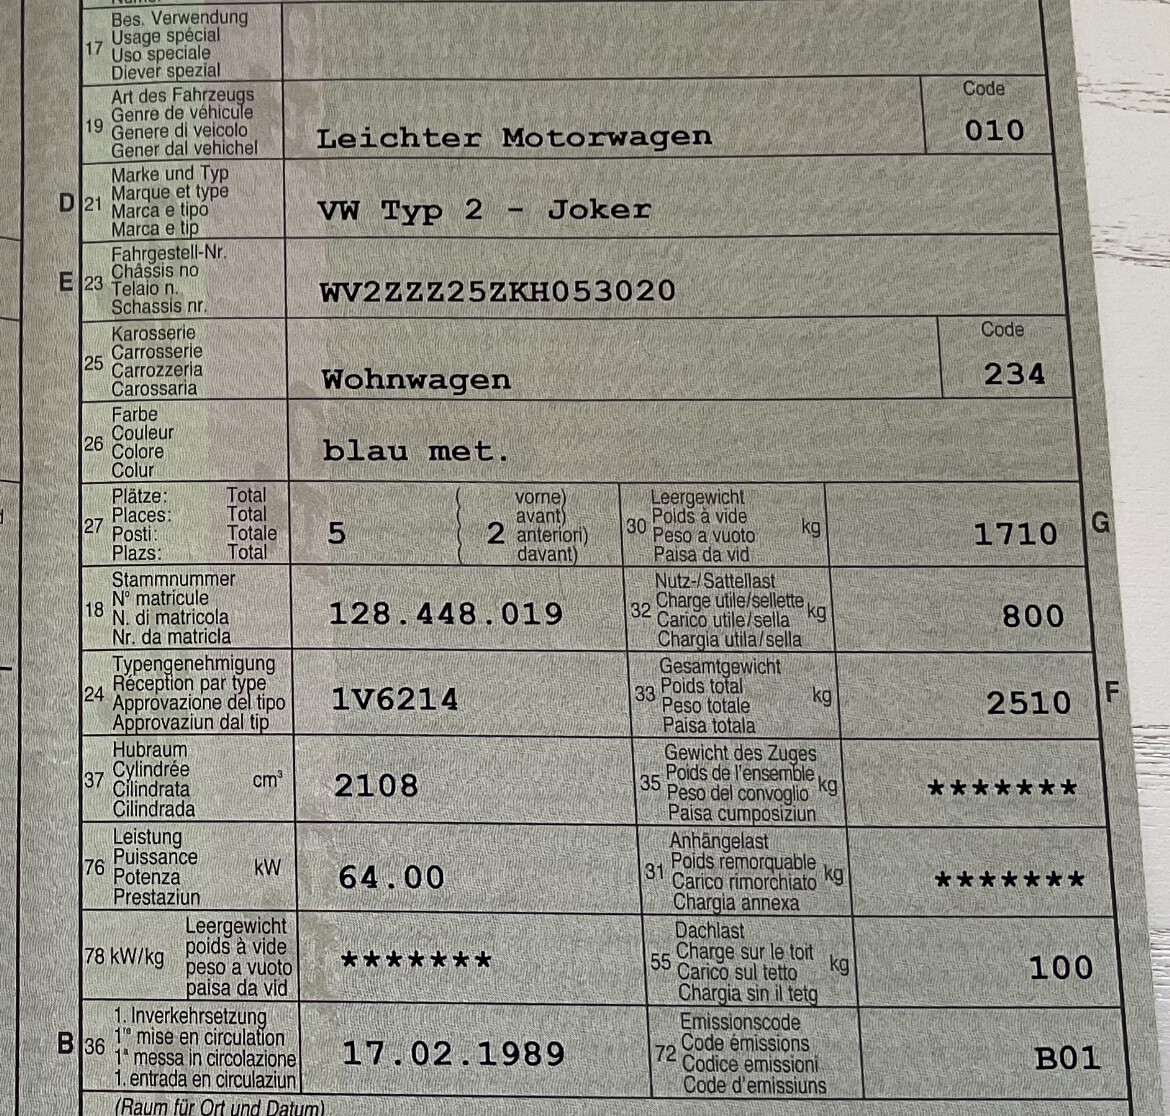 17 Bes. Verwendung
Usage spécial
Uso speciale
Diever spezial
19 Art des Fahrzeugs
Genre de véhicule
Genere di veicolo
Gener dal vehichel
Leichter Motorwagen
Code
010
D 21 Marke und Typ
Marque et type
Marca e tipo
Marca e tip
VW Typ 2 - Joker
E 23 Fahrgestell-Nr.
Châssis no
Telaio n.
Schassis nr.
WV2ZZZ25ZKH053020
25 Karosserie
Carrosserie
Carrozzeria
Carossaria
Wohnwagen
Code
234
26 Farbe
Couleur
Colore
Colur
blau met.
27 Plätze: Total
Places: Total
Posti: Totale
Plazs: Total
5
( vorne)
( avant)
( 2 anteriori)
( davant)
30 Leergewicht
Poids à vide
Peso a vuoto
Paisa da vid
kg
1710 G
18 Stammnummer
N° matricule
N. di matricola
Nr. da matricla
128.448.019
32 Nutz-/Sattellast
Charge utile/sellette
Carico utile/sella
Chargia utila/sella
kg
800
24 Typengenehmigung
Réception par type
Approvazione del tipo
Approvaziun dal tip
1V6214
33 Gesamtgewicht
Poids total
Peso totale
Paisa totala
kg
2510 F
37 Hubraum
Cylindrée
Cilindrata
Cilindrada
cm³
2108
35 Gewicht des Zuges
Poids de l'ensemble
Peso del convoglio
Paisa cumposiziun
kg
*******
76 Leistung
Puissance
Potenza
Prestaziun
kW
64.00
31 Anhängelast
Poids remorquable
Carico rimorchiato
Chargia annexa
kg
*******
78 kW/kg Leergewicht
poids à vide
peso a vuoto
paisa da vid
*******
55 Dachlast
Charge sur le toit
Carico sul tetto
Chargia sin il tetg
kg
100
B 36 1. Inverkehrsetzung
1re mise en circulation
1a messa in circolazione
1. entrada en circulaziun
17.02.1989
72 Emissionscode
Code émissions
Codice emissioni
Code d'emissiuns
B01
(Raum für Ort und Datum)